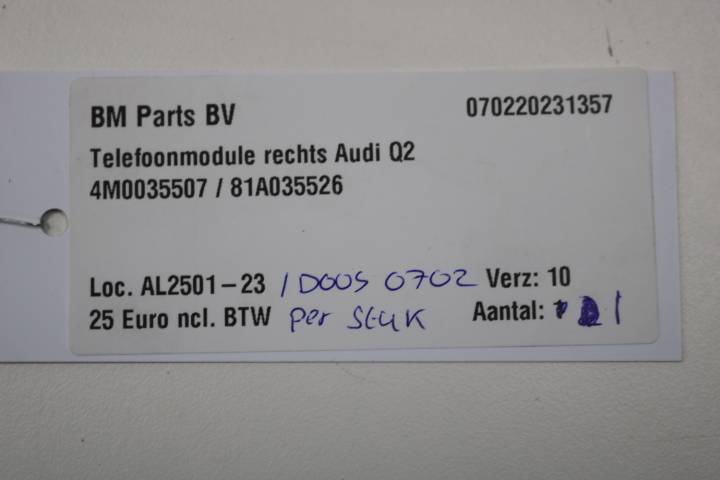 BM Parts BV 070220231357
Telefoonmodule rechts Audi Q2
4M0035507 / 81A035526
Loc. AL2501-23 / DOOS 0702 Verz: 10
25 Euro ncl. BTW per stuk Aantal: 1